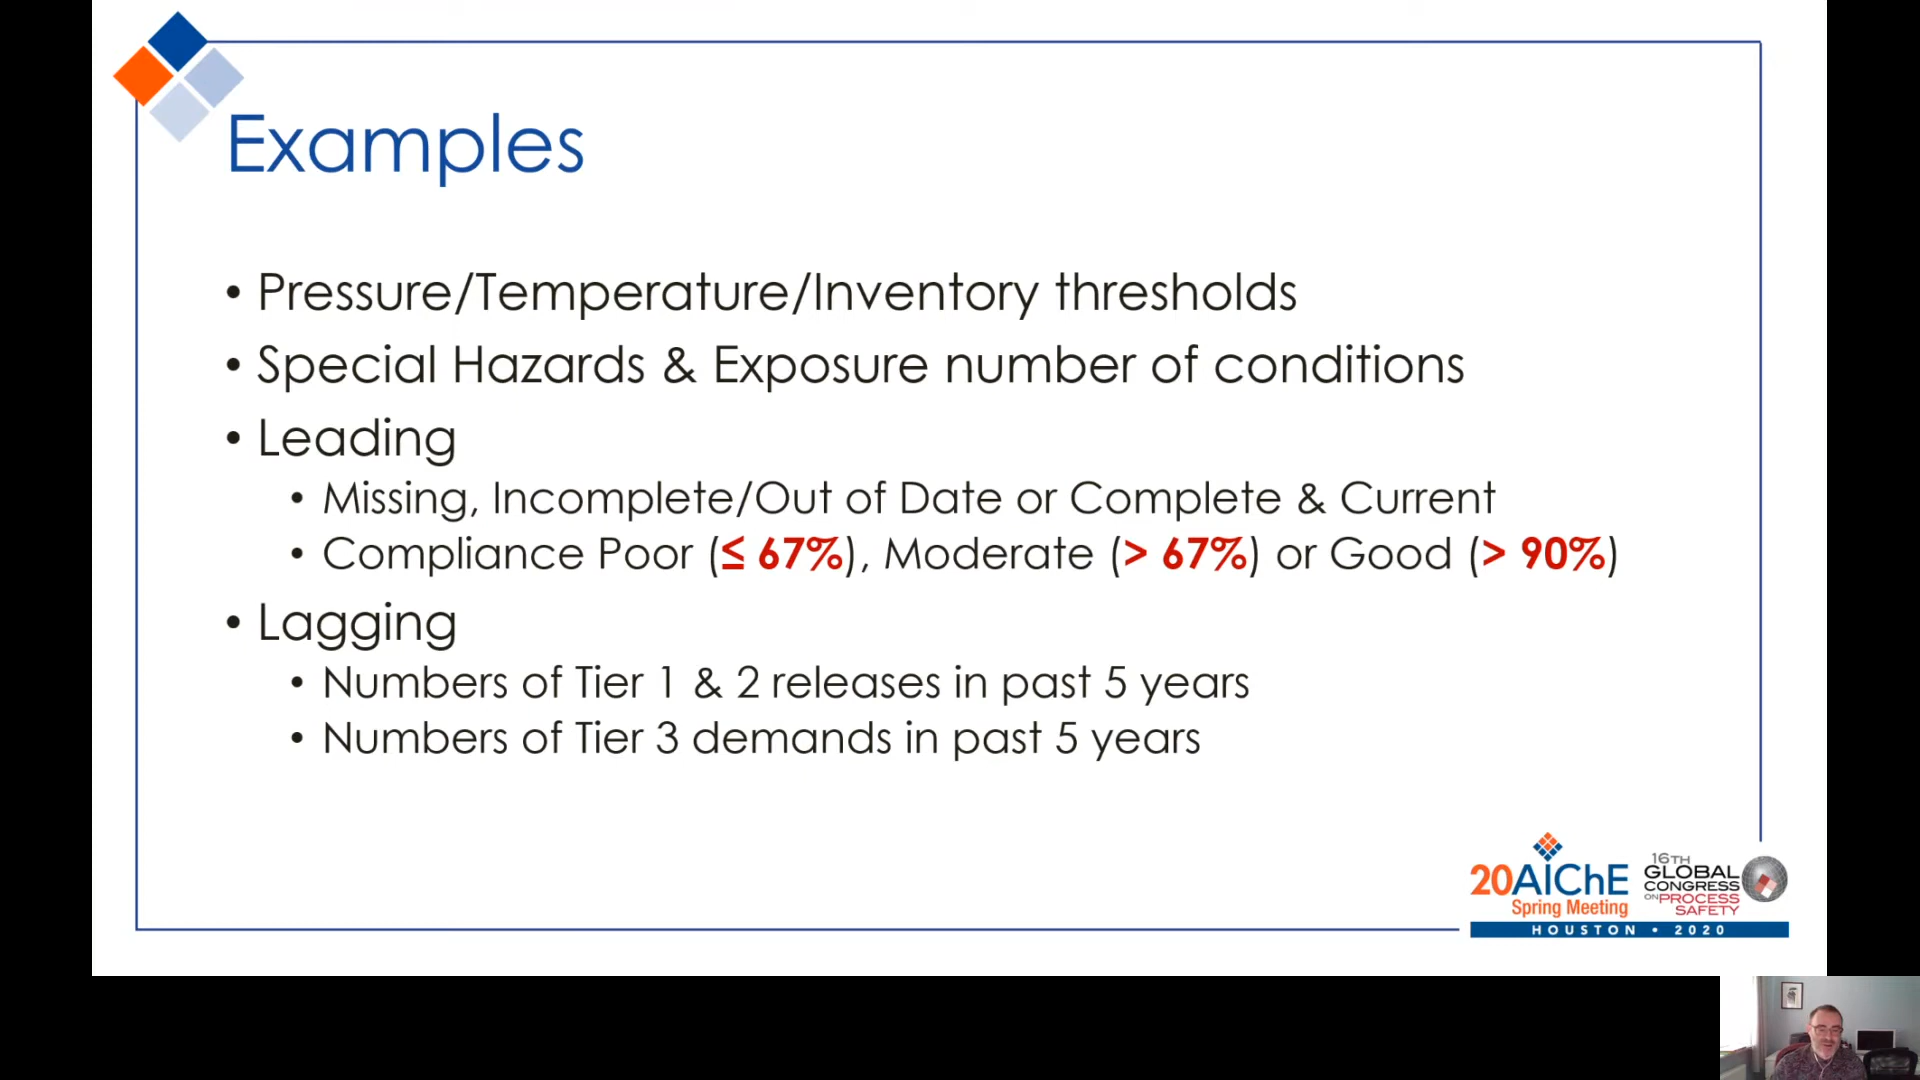 Examples
• Pressure/Temperature/Inventory thresholds
• Special Hazards & Exposure number of conditions
• Leading
• Missing, Incomplete/Out of Date or Complete & Current
• Compliance Poor (≤ 67%), Moderate (> 67%) or Good (> 90%)
• Lagging
• Numbers of Tier 1 & 2 releases in past 5 years
• Numbers of Tier 3 demands in past 5 years
20AIChE
Spring Meeting
16TH
GLOBAL
CONGRESS
ON PROCESS
SAFETY
HOUSTON • 2020